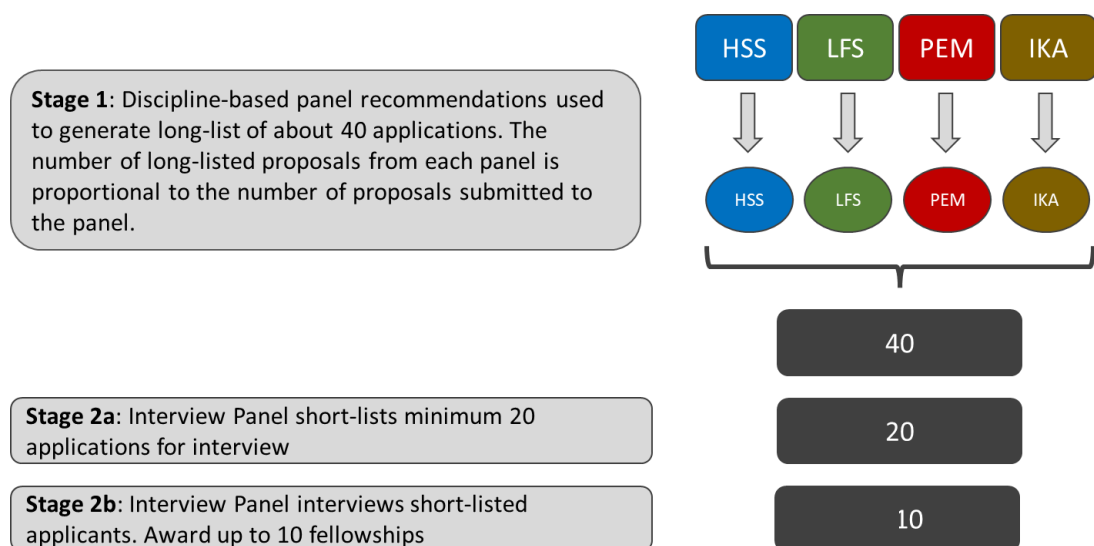 HSS LFS PEM IKA
Stage 1: Discipline-based panel recommendations used
to generate long-list of about 40 applications. The
number of long-listed proposals from each panel is
proportional to the number of proposals submitted to
the panel.
HSS LFS PEM IKA
40
Stage 2a: Interview Panel short-lists minimum 20
applications for interview
20
Stage 2b: Interview Panel interviews short-listed
applicants. Award up to 10 fellowships
10